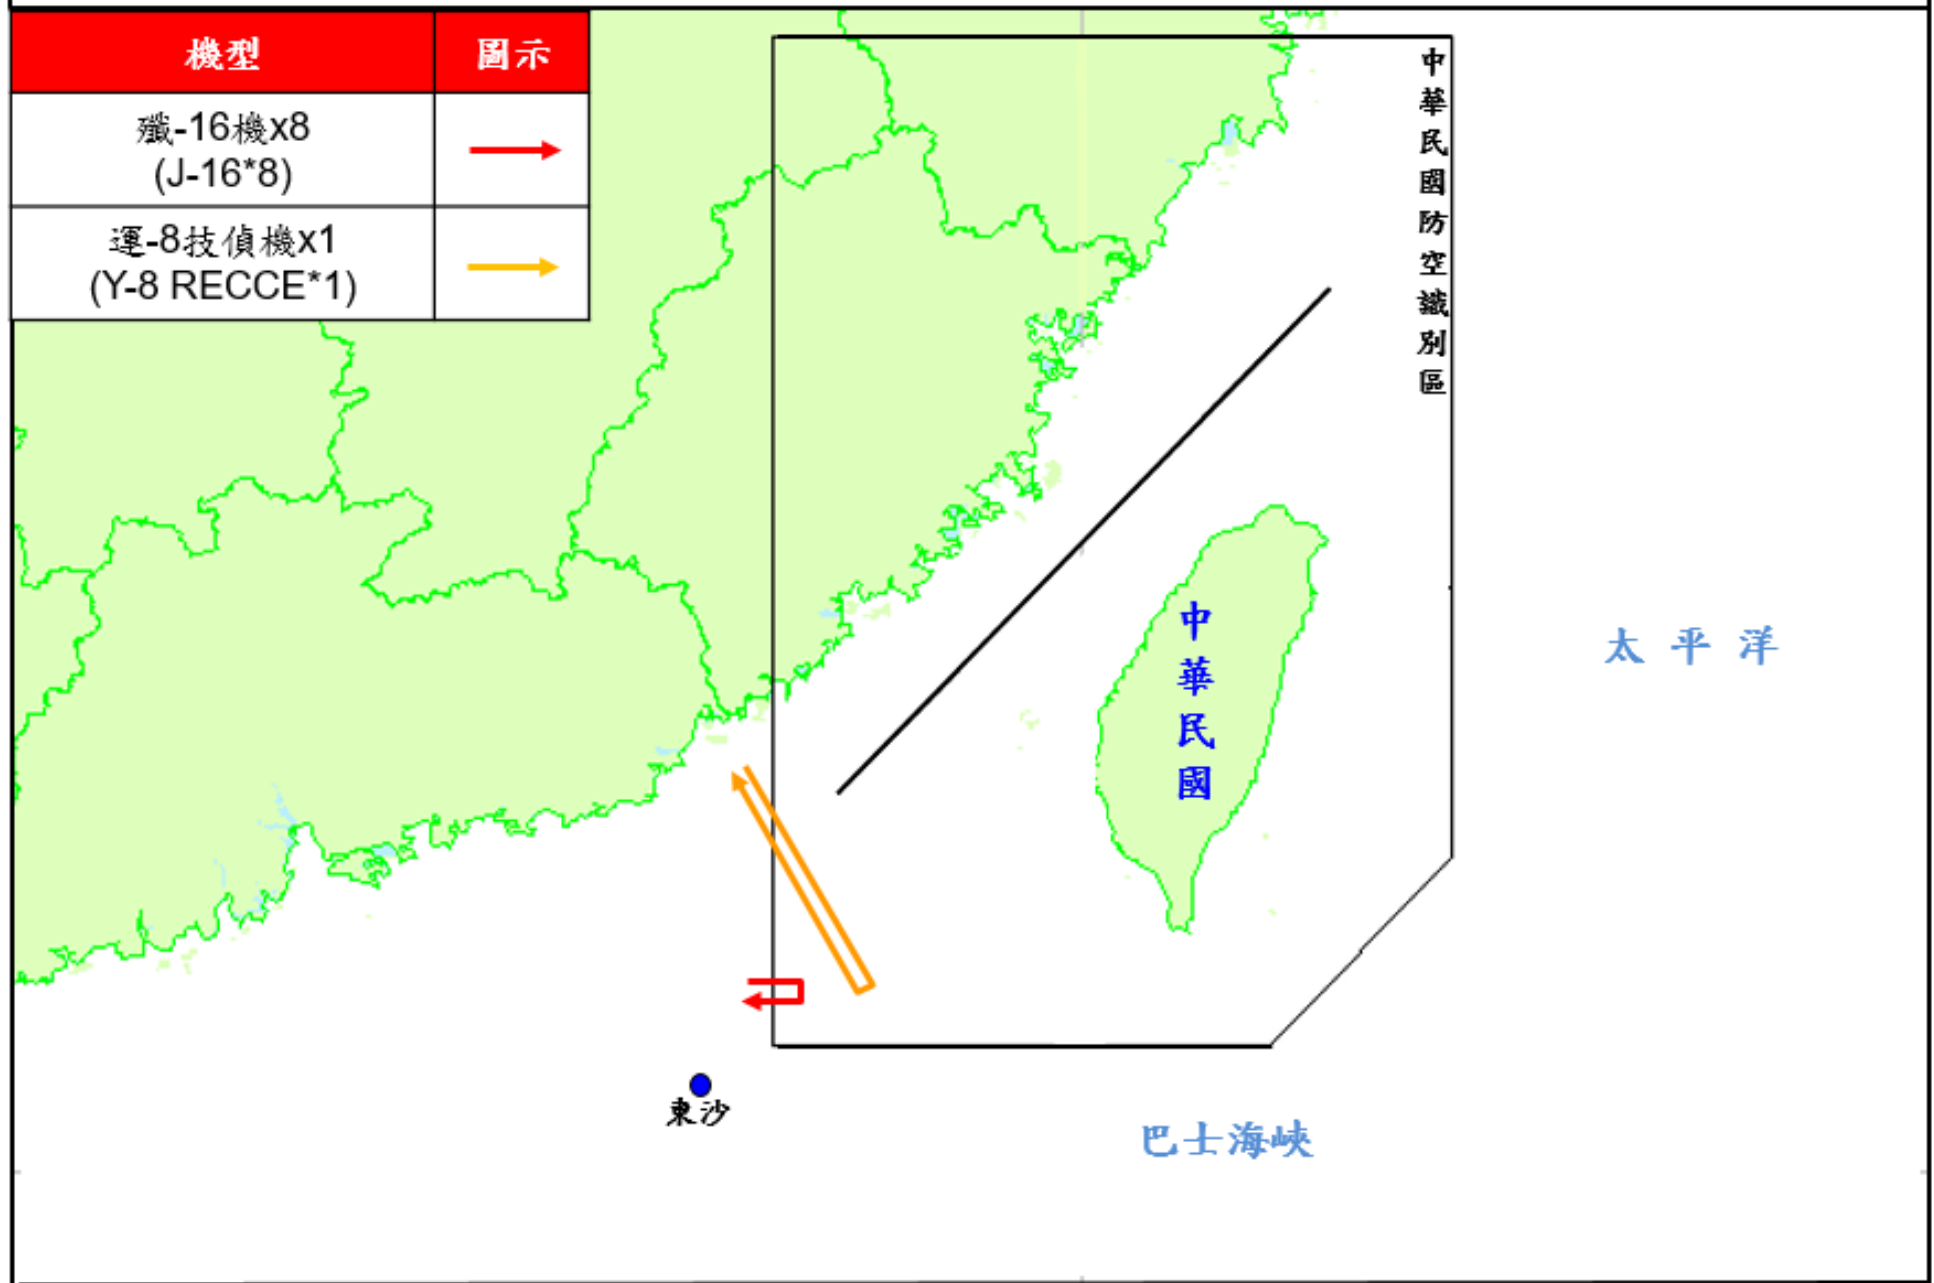 機型
圖示
殲-16機x8
(J-16*8)
運-8技偵機x1
(Y-8 RECCE*1)
中華民國防空識別區
中華民國
太平洋
東沙
巴士海峽